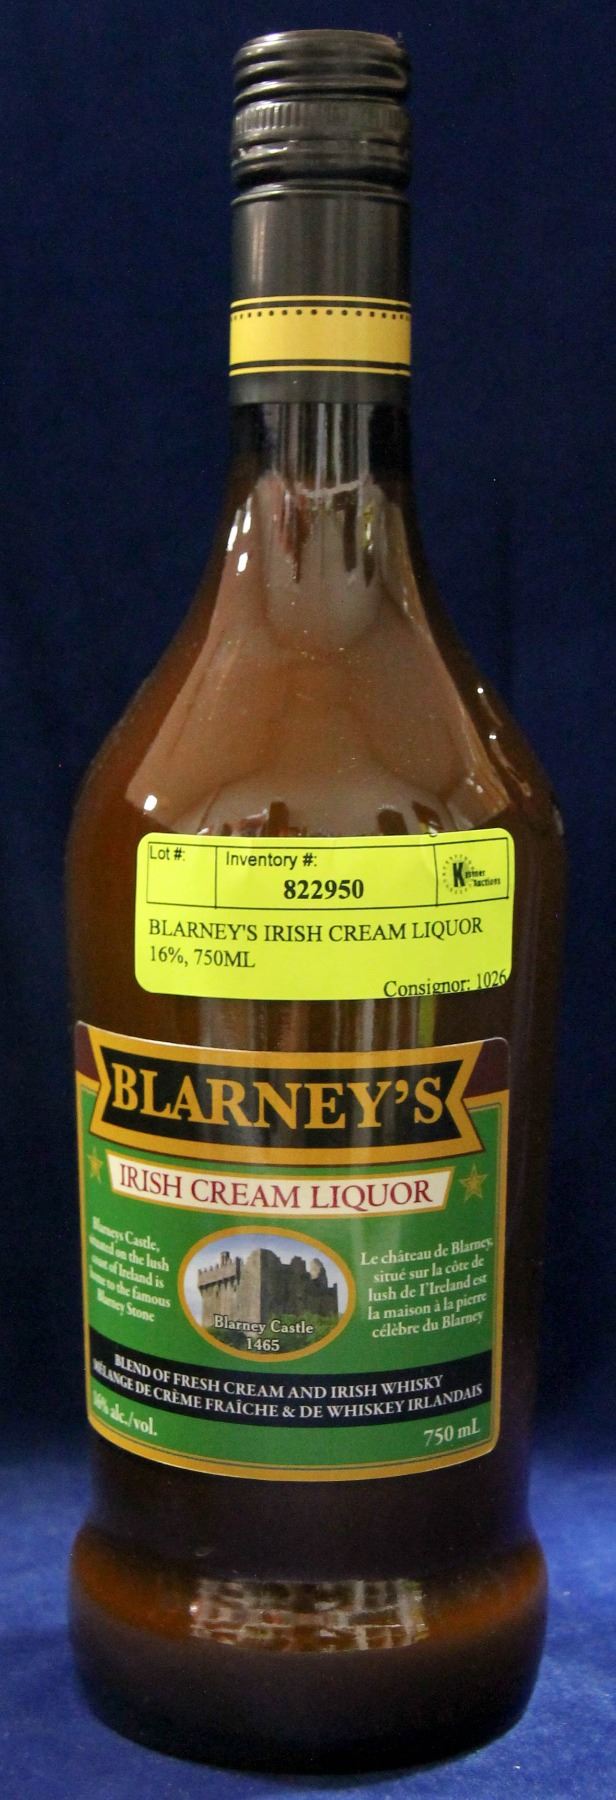 Lot #:
Inventory #:
822950
Kastner
Auctions
BLARNEY'S IRISH CREAM LIQUOR
16%, 750ML
Consignor: 1026
BLARNEY'S
IRISH CREAM LIQUOR
Blarneys Castle,
situated on the lush
coast of Ireland is
home to the famous
Blarney Stone
Blarney Castle
1465
Le château de Blarney,
situé sur la côte de
lush de l'Ireland est
la maison à la pierre
célèbre du Blarney
BLEND OF FRESH CREAM AND IRISH WHISKY
MÉLANGE DE CRÈME FRAÎCHE & DE WHISKEY IRLANDAIS
16% alc./vol.
750 mL